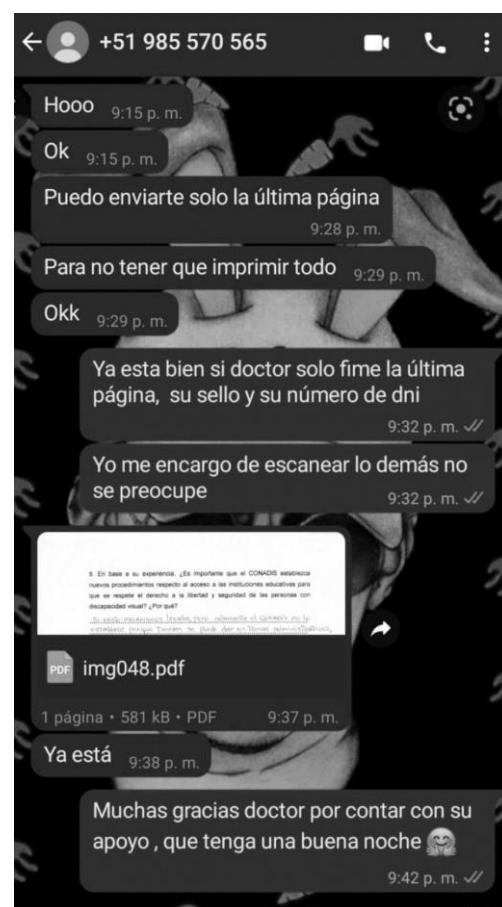 +51 985 570 565
Hooo 9:15 p. m.
Ok 9:15 p. m.
Puedo enviarte solo la última página
9:28 p. m.
Para no tener que imprimir todo 9:29 p. m.
Okk 9:29 p. m.
Ya esta bien si doctor solo fime la última
página, su sello y su número de dni
9:32 p. m.
Yo me encargo de escanear lo demás no
se preocupe
9:32 p. m.
5. En base a su experiencia. ¿Es importante que el CONADIS establezca
nuevos procedimientos respecto al acceso a las instituciones educativas para
que se respete el derecho a la libertad y seguridad de las personas con
discapacidad visual? ¿Por qué?
PDF img048.pdf
1 página • 581 kB • PDF 9:37 p. m.
Ya está 9:38 p. m.
Muchas gracias doctor por contar con su
apoyo , que tenga una buena noche
9:42 p. m.